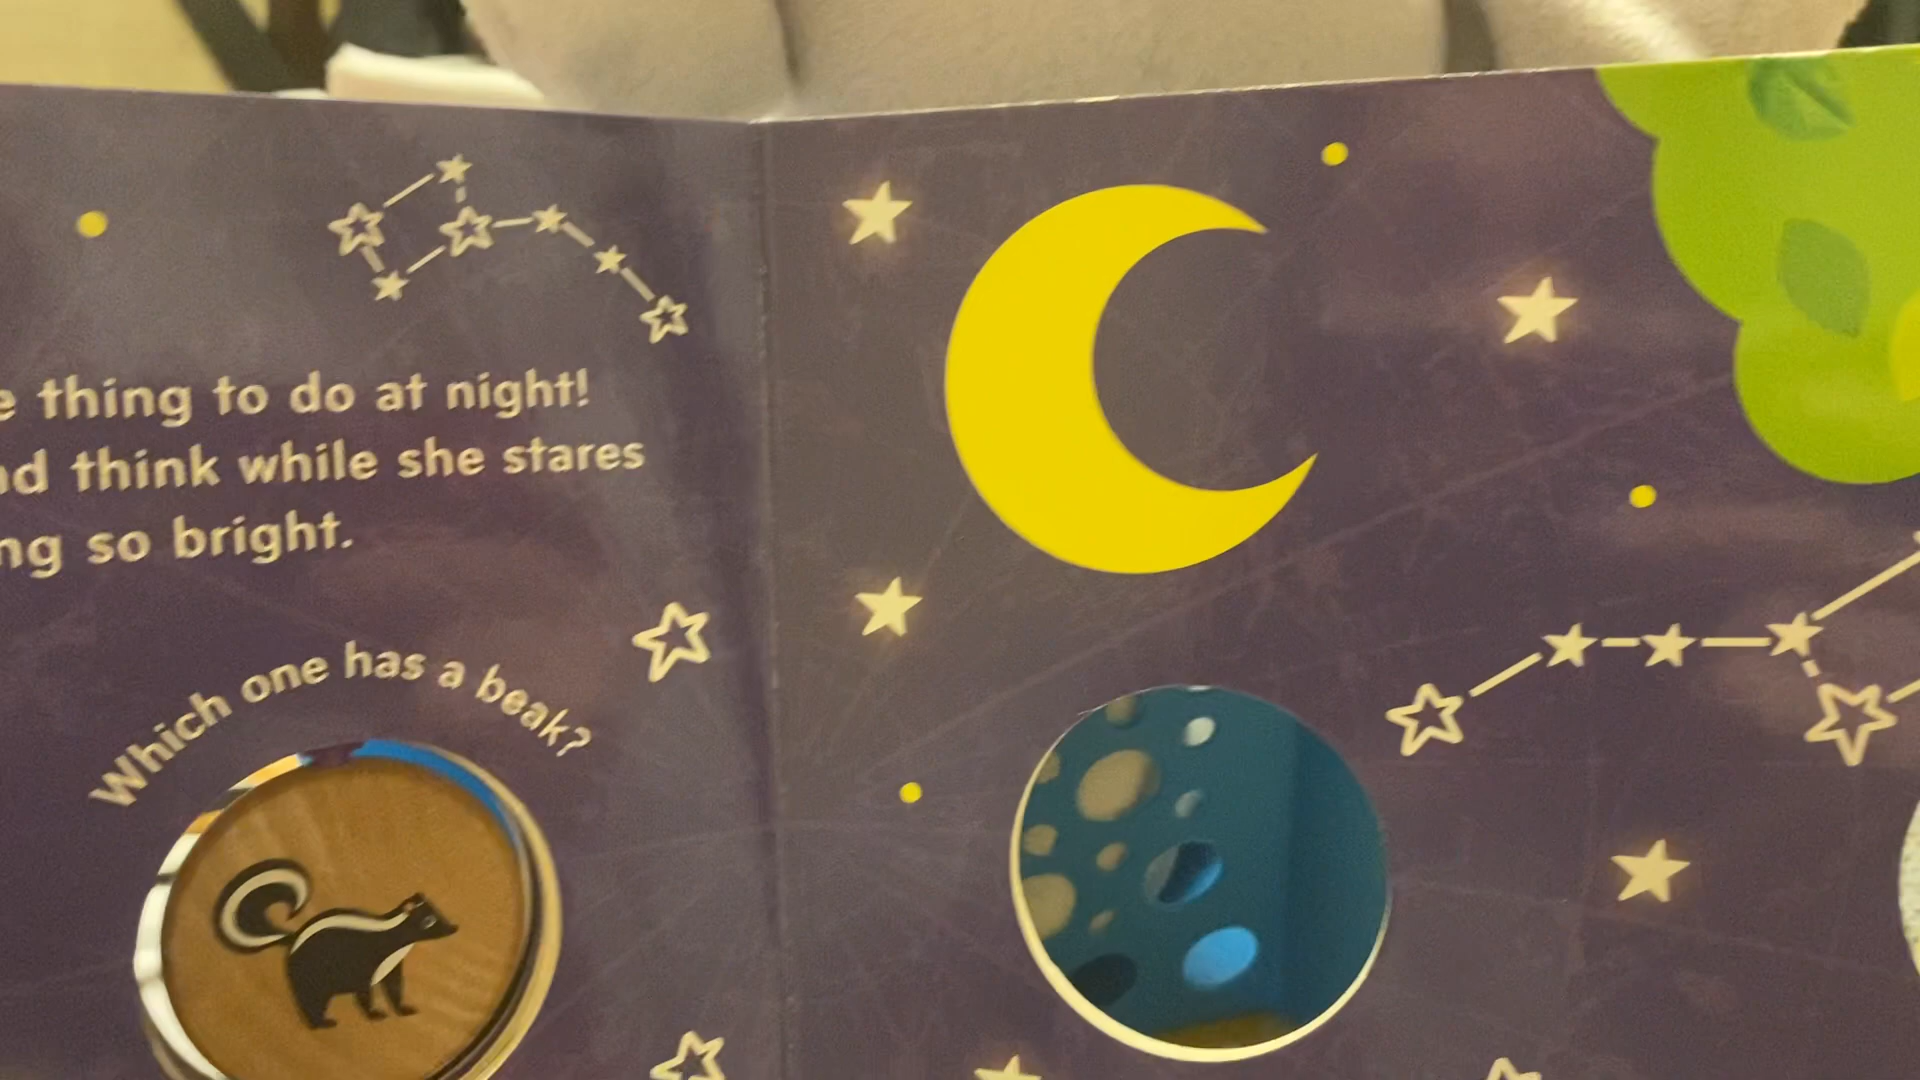 thing to do at night!
think while she stares
so bright.
Which one has a beak?